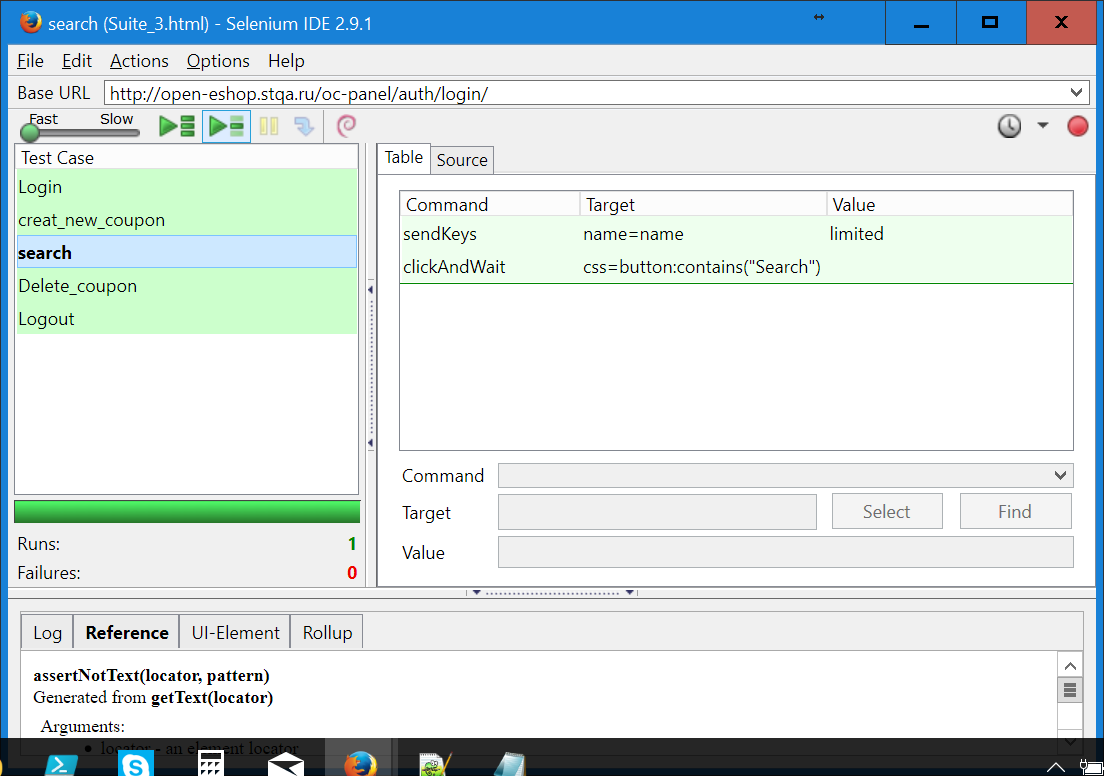 search (Suite_3.html) - Selenium IDE 2.9.1
File Edit Actions Options Help
Base URL http://open-eshop.stqa.ru/oc-panel/auth/login/
Fast Slow
Test Case
Login
creat_new_coupon
search
Delete_coupon
Logout
Runs: 1
Failures: 0
Table Source
Command Target Value
sendKeys name=name limited
clickAndWait css=button:contains("Search")
Command
Target Select Find
Value
Log Reference UI-Element Rollup
assertNotText(locator, pattern)
Generated from getText(locator)
Arguments:
• locator - an element locator